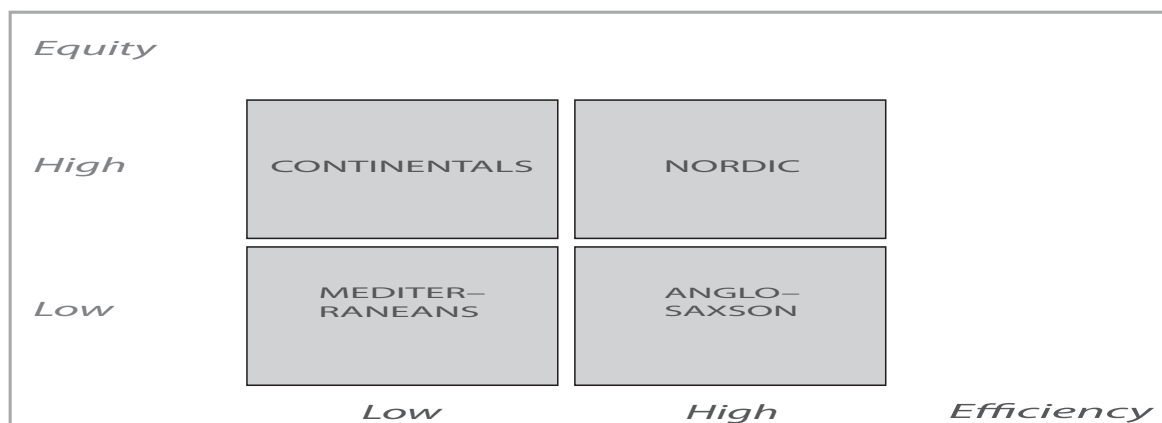 Equity
High
CONTINENTALS
NORDIC
Low
MEDITER–
RANEANS
ANGLO–
SAXSON
Low
High
Efficiency